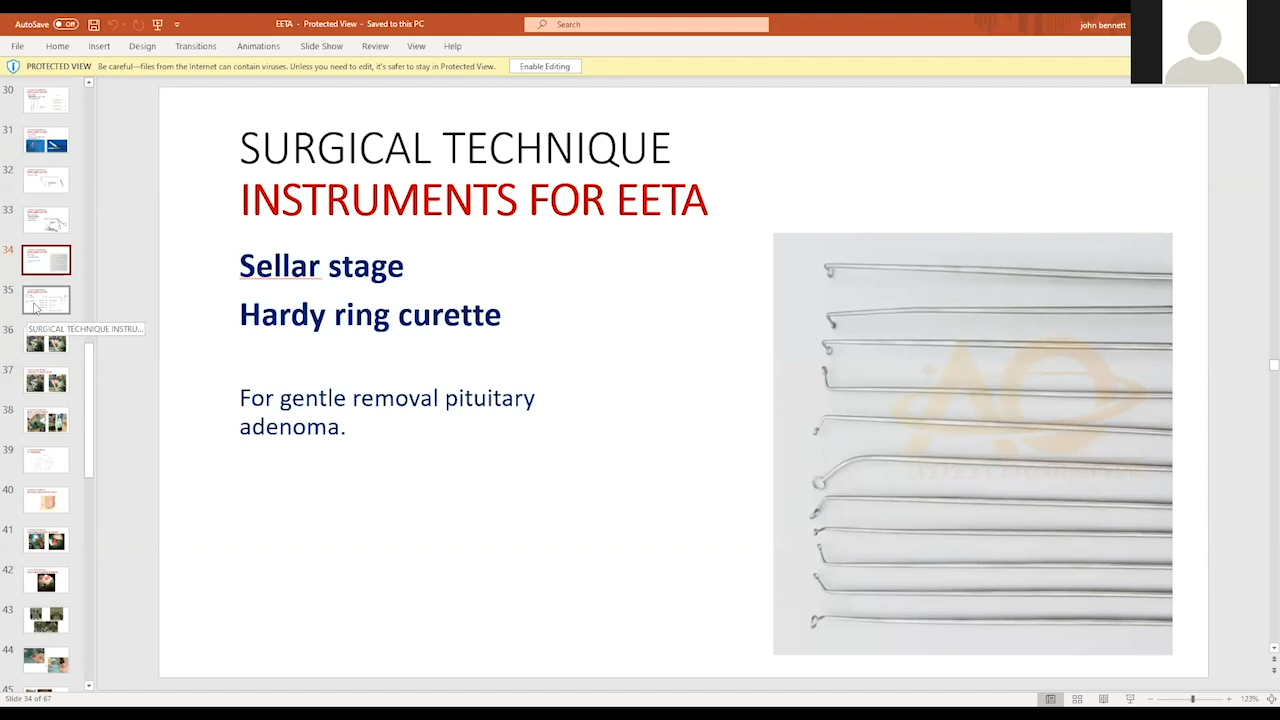 AutoSave Off
EETA - Protected View - Saved to this PC
Search
john bennett
File Home Insert Design Transitions Animations Slide Show Review View Help
PROTECTED VIEW Be careful—files from the Internet can contain viruses. Unless you need to edit, it's safer to stay in Protected View. Enable Editing
30
31
32
33
34
35
SURGICAL TECHNIQUE INSTRU...
36
37
38
39
40
41
42
43
44
45
SURGICAL TECHNIQUE
INSTRUMENTS FOR EETA
Sellar stage
Hardy ring curette
For gentle removal pituitary
adenoma.
Slide 34 of 67
123%